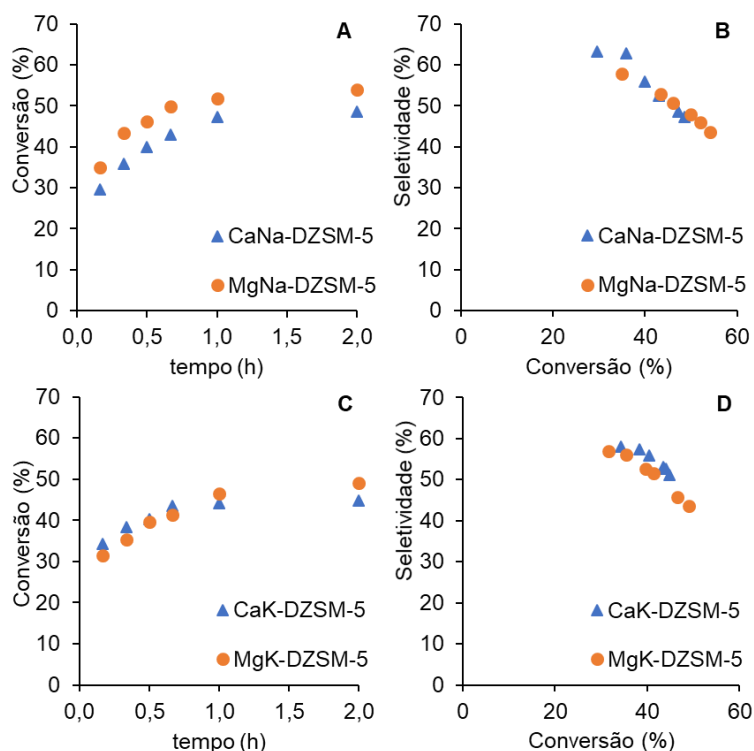 A
Conversão (%)
70
60
50
40
30
20
10
0
CaNa-DZSM-5
MgNa-DZSM-5
0,0 0,5 1,0 1,5 2,0
tempo (h)
B
Seletividade (%)
70
60
50
40
30
20
10
0
CaNa-DZSM-5
MgNa-DZSM-5
0 20 40 60
Conversão (%)
C
Conversão (%)
70
60
50
40
30
20
10
0
CaK-DZSM-5
MgK-DZSM-5
0,0 0,5 1,0 1,5 2,0
tempo (h)
D
Seletividade (%)
70
60
50
40
30
20
10
0
CaK-DZSM-5
MgK-DZSM-5
0 20 40 60
Conversão (%)